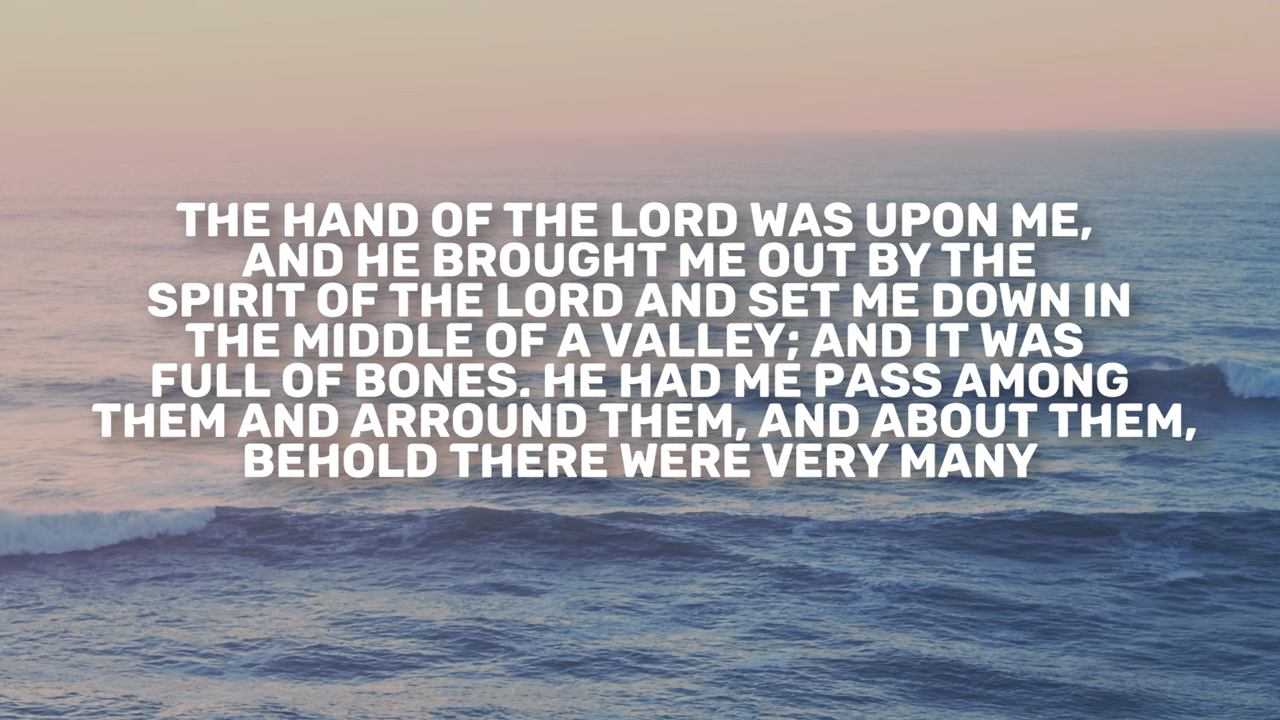 THE HAND OF THE LORD WAS UPON ME,
AND HE BROUGHT ME OUT BY THE
SPIRIT OF THE LORD AND SET ME DOWN IN
THE MIDDLE OF A VALLEY; AND IT WAS
FULL OF BONES. HE HAD ME PASS AMONG
THEM AND ARROUND THEM, AND ABOUT THEM,
BEHOLD THERE WERE VERY MANY